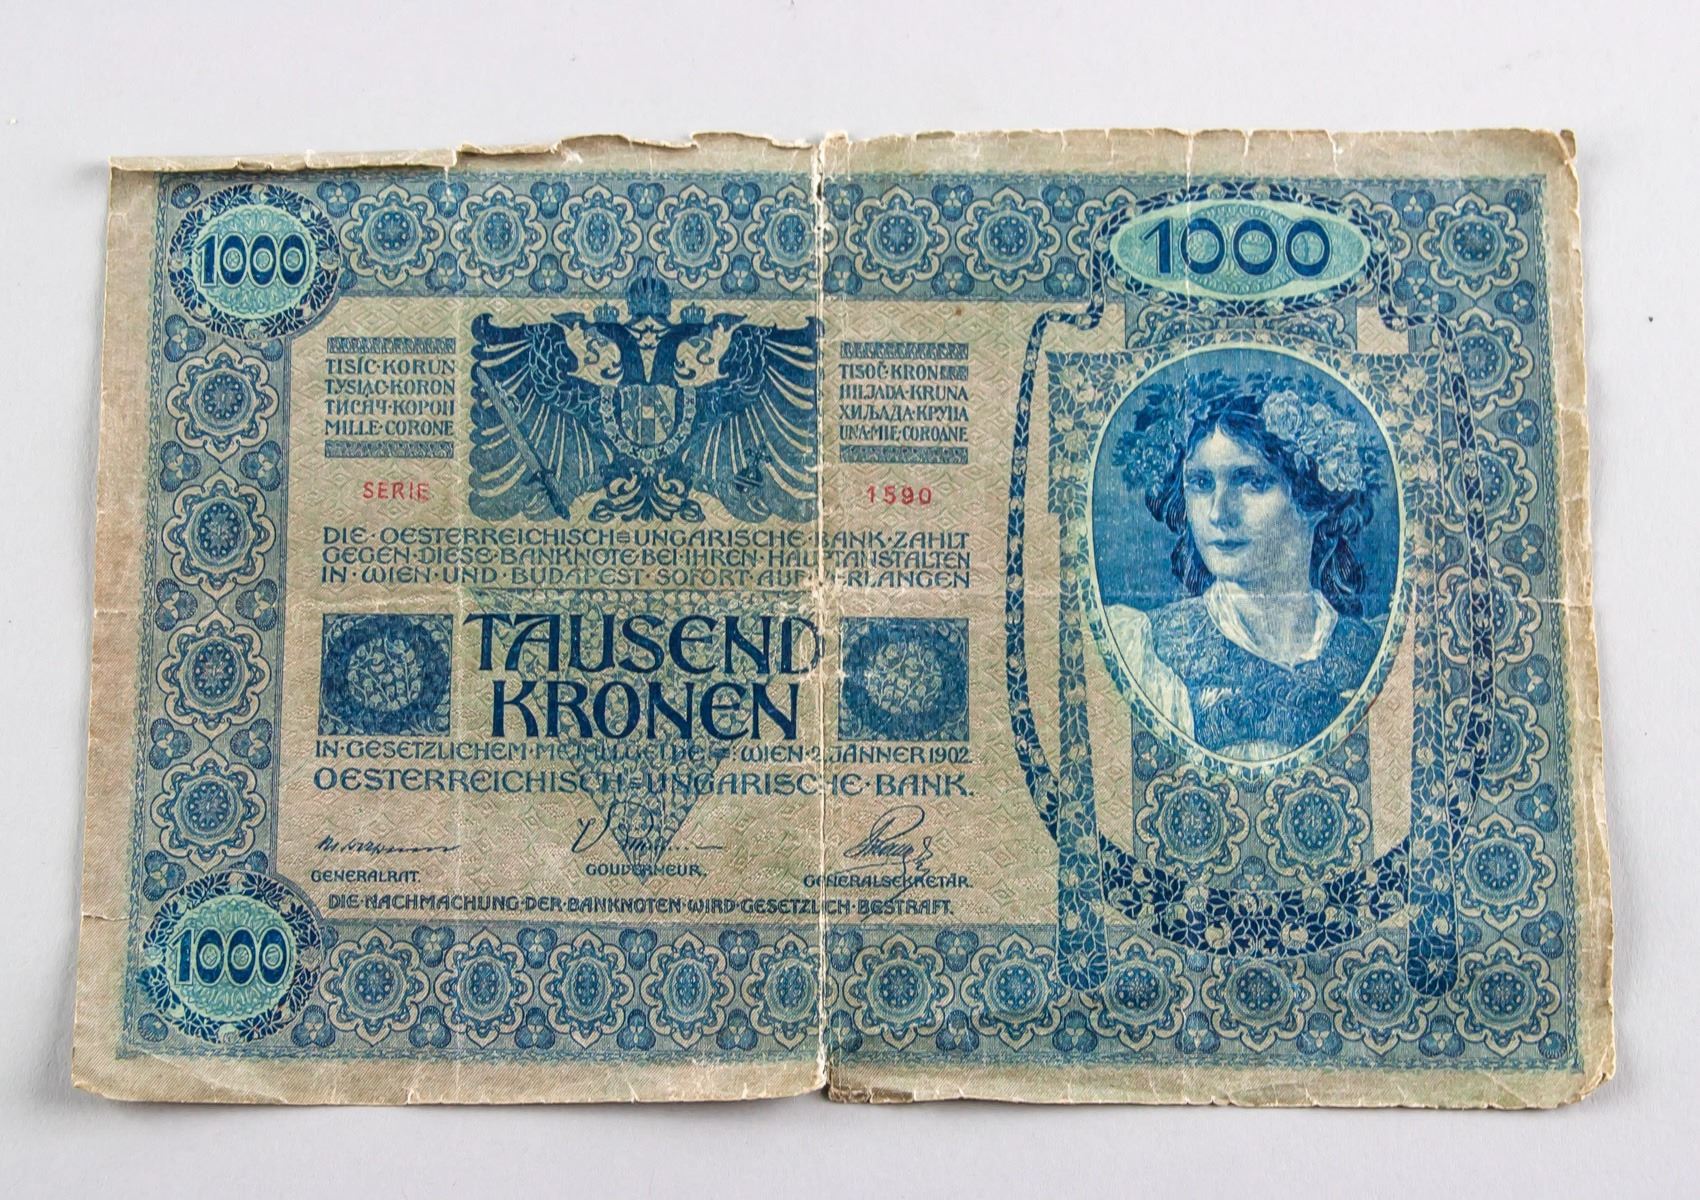 1000
1000
TISÍC·KORUN
TYSIĄC·KORON
ТИСЯЧ·КОРОН
MILLE·CORONE
TISOČ·KRON
HILJADA·KRUNA
ХИЉАДА·КРУНА
UNA·MIE·COROANE
SERIE
1590
DIE·OESTERREICHISCH=UNGARISCHE·BANK·ZAHLT
GEGEN·DIESE·BANKNOTE·BEI·IHREN·HAUPTANSTALTEN
IN·WIEN·UND·BUDAPEST·SOFORT·AUF·VERLANGEN
TAUSEND
KRONEN
IN·GESETZLICHEM·METALLGELDE=:WIEN·2·JÄNNER 1902.
OESTERREICHISCH=UNGARISCHE·BANK.
GENERALRAT.
GOUVERNEUR.
GENERALSEKRETÄR.
DIE·NACHMACHUNG·DER·BANKNOTEN·WIRD·GESETZLICH·BESTRAFT.
1000